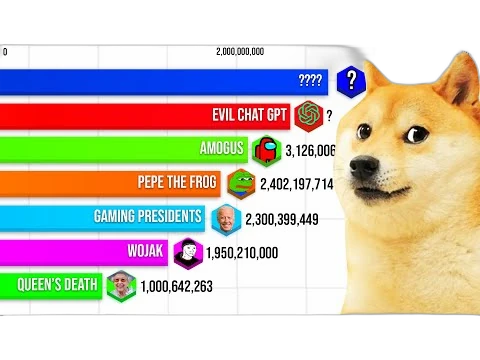 0 2,000,000,000
???? ?
EVIL CHAT GPT ?
AMOGUS 3,126,006
PEPE THE FROG 2,402,197,714
GAMING PRESIDENTS 2,300,399,449
WOJAK 1,950,210,000
QUEEN'S DEATH 1,000,642,263